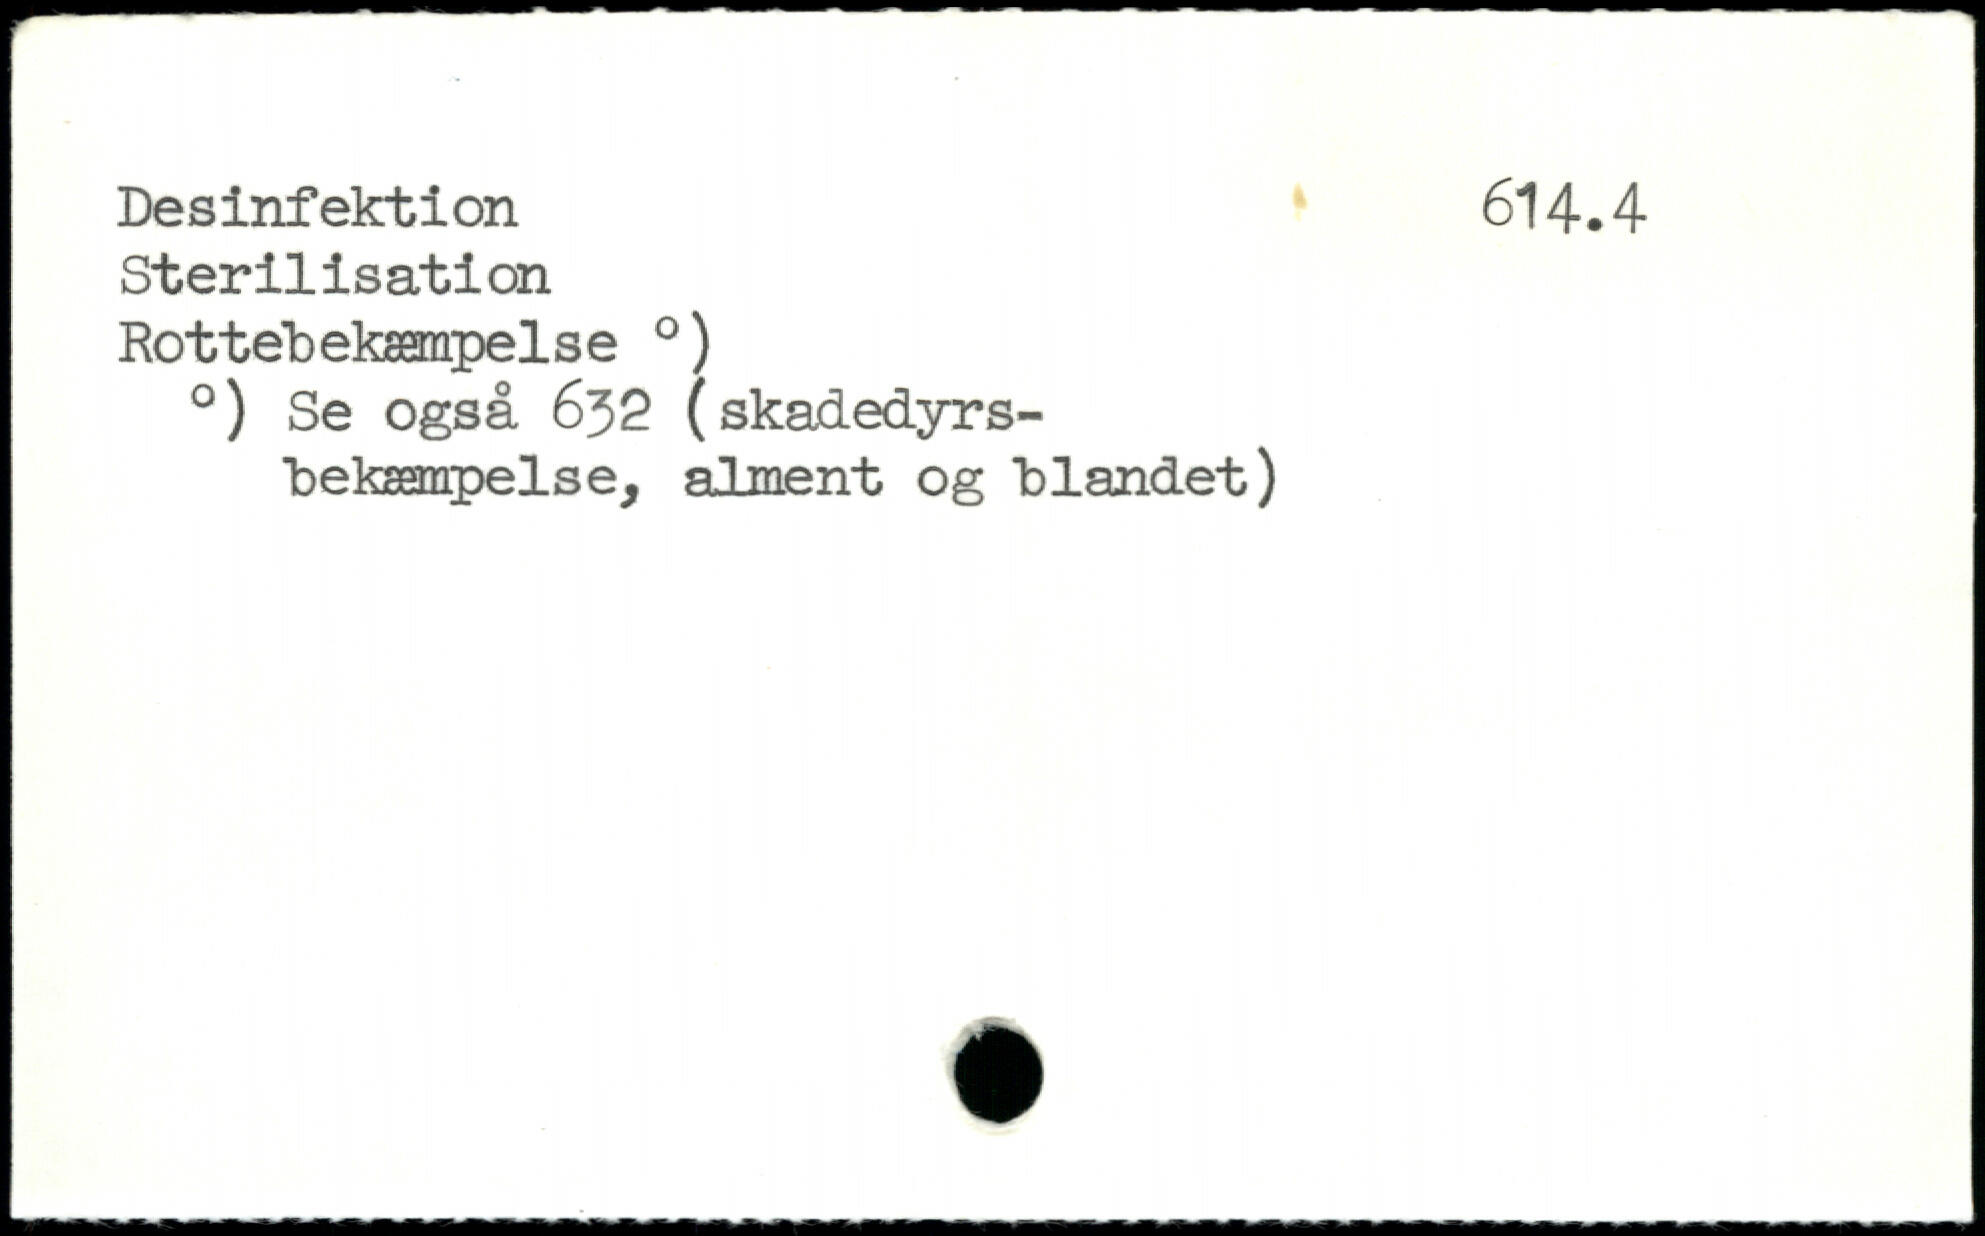 Desinfektion 614.4
Sterilisation
Rottebekæmpelse °)
°) Se også 632 (skadedyrs-
bekæmpelse, alment og blandet)